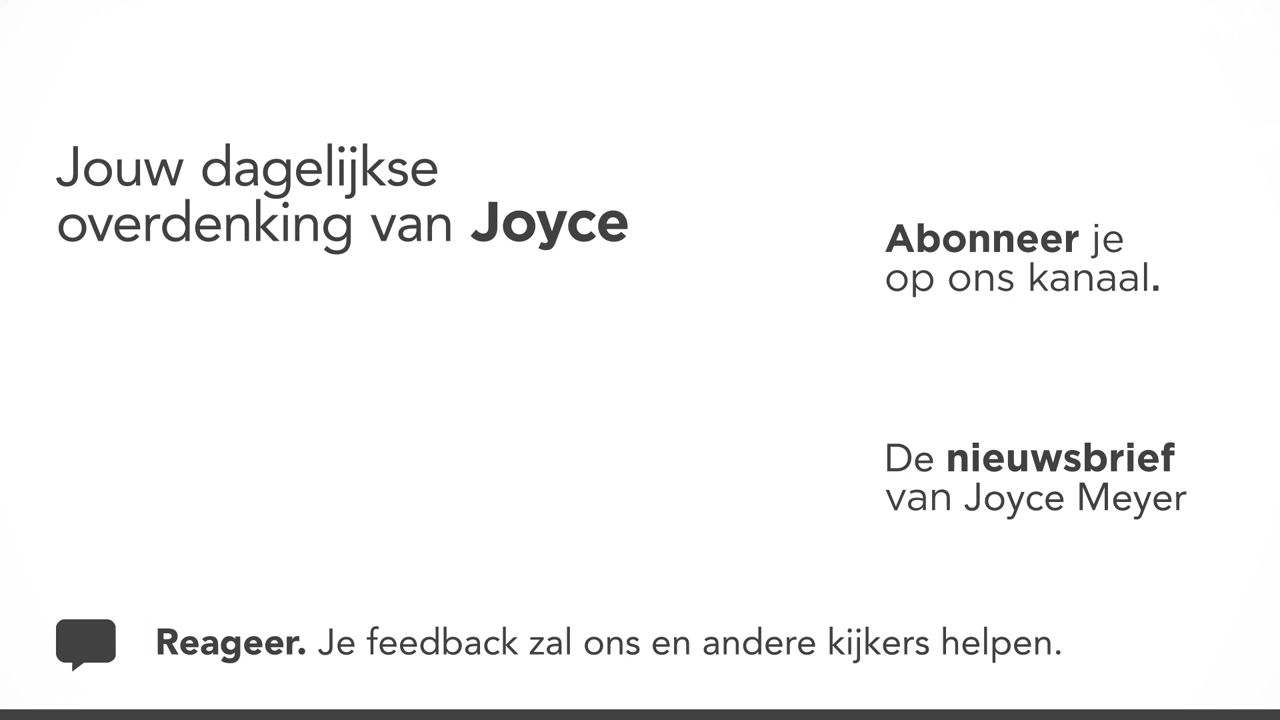 Jouw dagelijkse
overdenking van Joyce
Abonneer je
op ons kanaal.
De nieuwsbrief
van Joyce Meyer
Reageer. Je feedback zal ons en andere kijkers helpen.